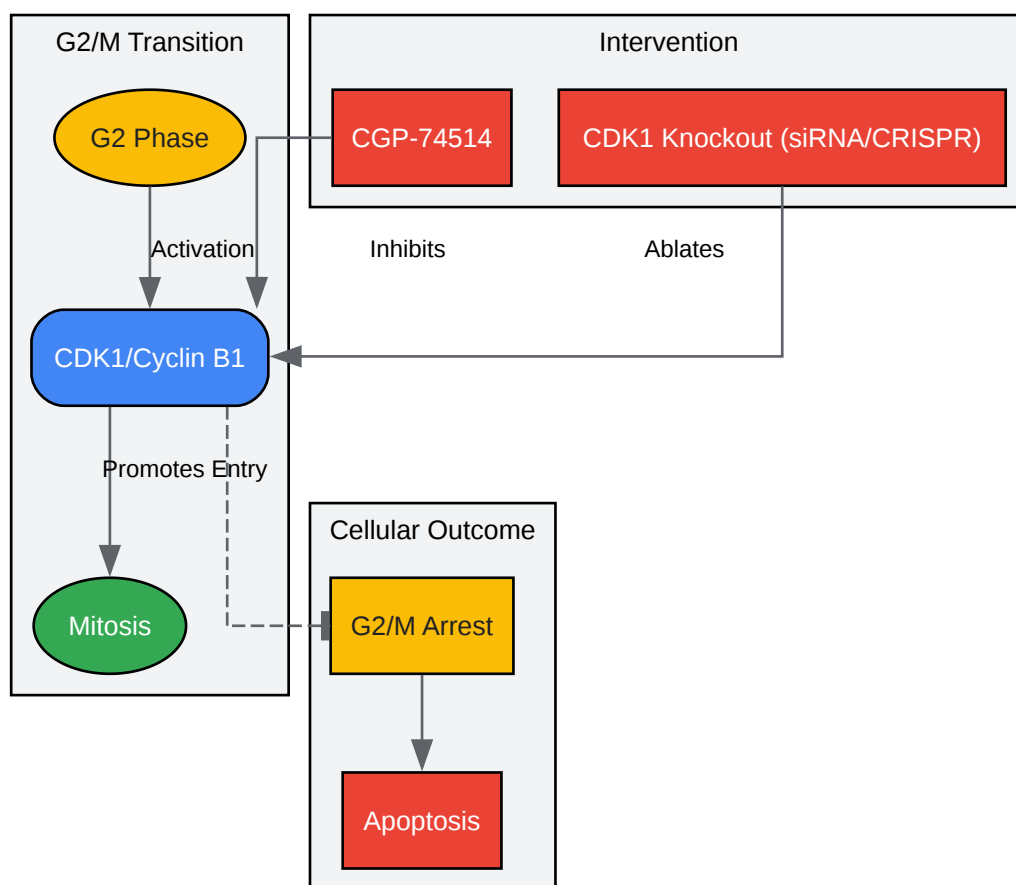 G2/M Transition
Intervention
G2 Phase
CGP-74514
CDK1 Knockout (siRNA/CRISPR)
Activation
Inhibits
Ablates
CDK1/Cyclin B1
Promotes Entry
Cellular Outcome
Mitosis
G2/M Arrest
Apoptosis